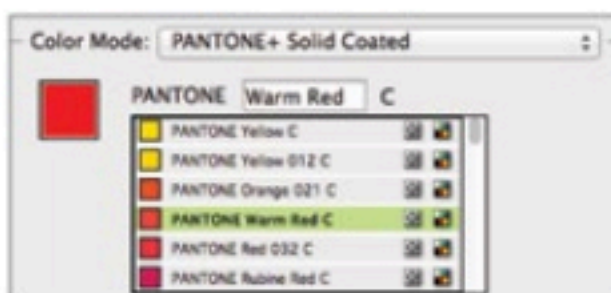 Color Mode: PANTONE+ Solid Coated
PANTONE Warm Red C
PANTONE Yellow C
PANTONE Yellow 012 C
PANTONE Orange 021 C
PANTONE Warm Red C
PANTONE Red 032 C
PANTONE Rubine Red C